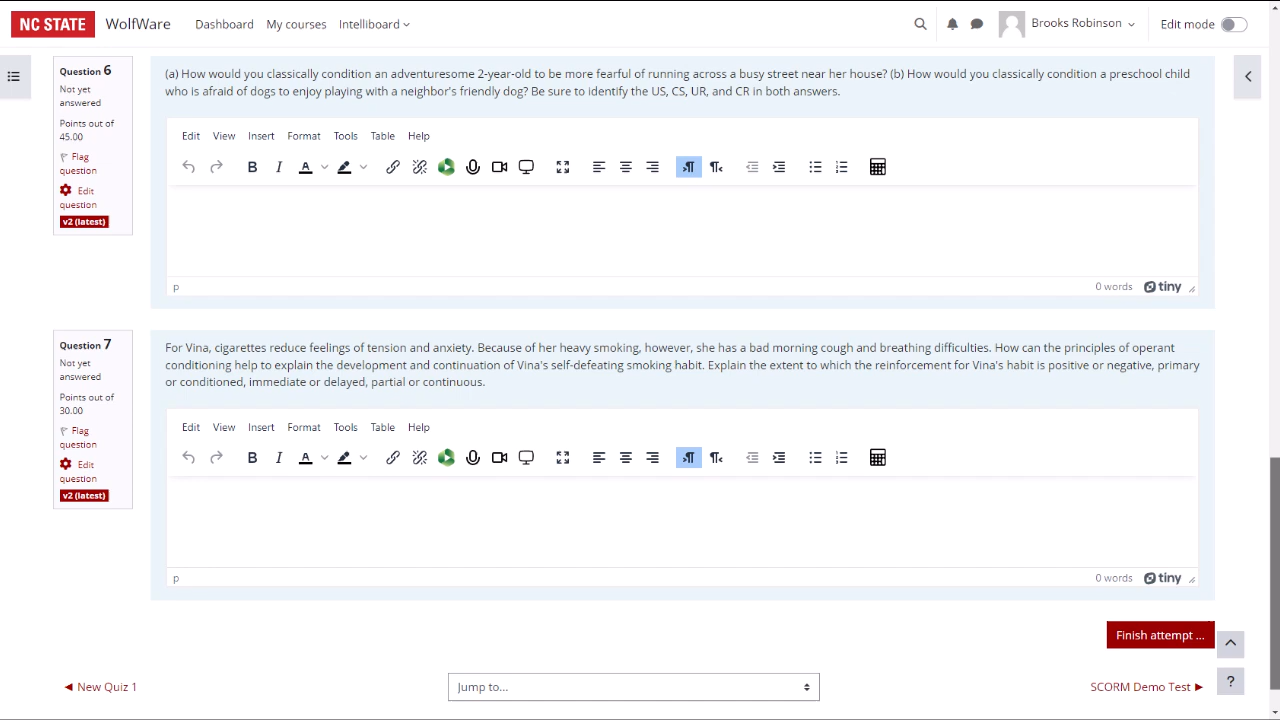 NC STATE WolfWare Dashboard My courses Intelliboard Brooks Robinson Edit mode
Question 6
Not yet
answered
Points out of
45.00
Flag
question
Edit
question
v2 (latest)
(a) How would you classically condition an adventuresome 2-year-old to be more fearful of running across a busy street near her house? (b) How would you classically condition a preschool child
who is afraid of dogs to enjoy playing with a neighbor's friendly dog? Be sure to identify the US, CS, UR, and CR in both answers.
Edit View Insert Format Tools Table Help
B I A
p 0 words tiny
Question 7
Not yet
answered
Points out of
30.00
Flag
question
Edit
question
v2 (latest)
For Vina, cigarettes reduce feelings of tension and anxiety. Because of her heavy smoking, however, she has a bad morning cough and breathing difficulties. How can the principles of operant
conditioning help to explain the development and continuation of Vina's self-defeating smoking habit. Explain the extent to which the reinforcement for Vina's habit is positive or negative, primary
or conditioned, immediate or delayed, partial or continuous.
Edit View Insert Format Tools Table Help
B I A
p 0 words tiny
Finish attempt ...
◀ New Quiz 1 Jump to... SCORM Demo Test ▶
?